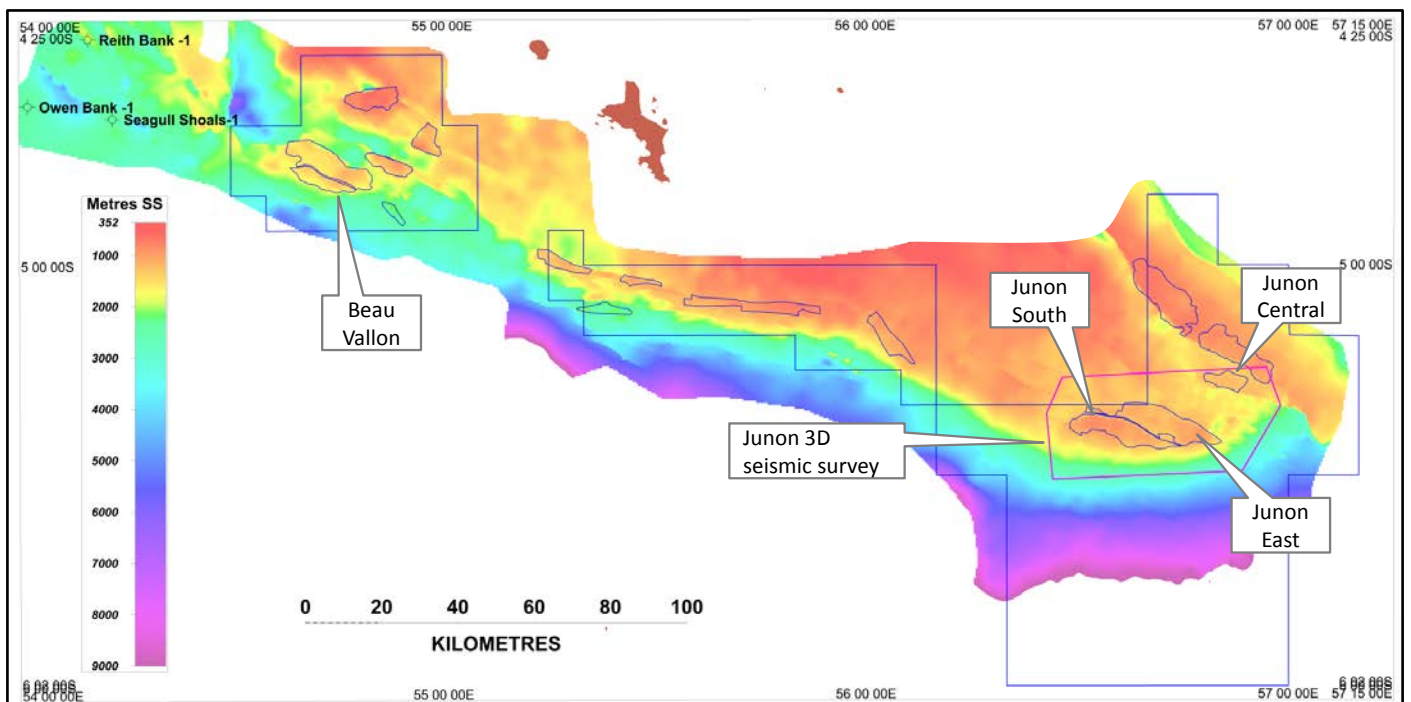 54 00 00E
4 25 00S
55 00 00E
56 00 00E
57 00 00E
57 15 00E
4 25 00S
Reith Bank -1
Owen Bank -1
Seagull Shoals-1
Metres SS
352
1000
2000
3000
4000
5000
6000
7000
8000
9000
5 00 00S
5 00 00S
Beau
Vallon
Junon
South
Junon
Central
Junon 3D
seismic survey
Junon
East
0 20 40 60 80 100
KILOMETRES
54 00 00E
55 00 00E
56 00 00E
57 00 00E
57 15 00E